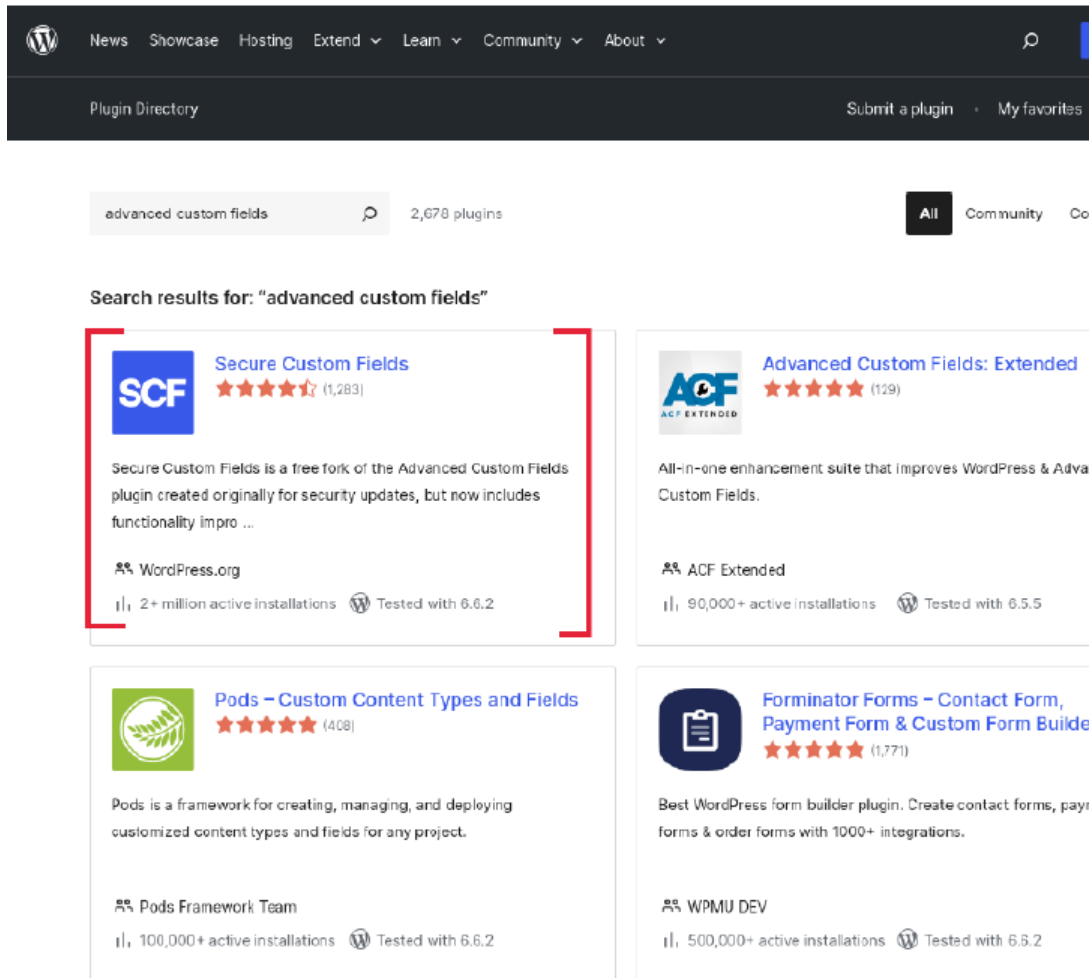 News Showcase Hosting Extend Learn Community About
Plugin Directory
Submit a plugin • My favorites
advanced custom fields
2,678 plugins
All Community Co
Search results for: “advanced custom fields”
SCF
Secure Custom Fields
(1,283)
Secure Custom Fields is a free fork of the Advanced Custom Fields
plugin created originally for security updates, but now includes
functionality impro ...
WordPress.org
2+ million active installations Tested with 6.6.2
ACF
ACF EXTENDED
Advanced Custom Fields: Extended
(129)
All-in-one enhancement suite that improves WordPress & Adva
Custom Fields.
ACF Extended
90,000+ active installations Tested with 6.5.5
Pods – Custom Content Types and Fields
(408)
Pods is a framework for creating, managing, and deploying
customized content types and fields for any project.
Pods Framework Team
100,000+ active installations Tested with 6.6.2
Forminator Forms – Contact Form,
Payment Form & Custom Form Builde
(1,771)
Best WordPress form builder plugin. Create contact forms, payr
forms & order forms with 1000+ integrations.
WPMU DEV
500,000+ active installations Tested with 6.6.2